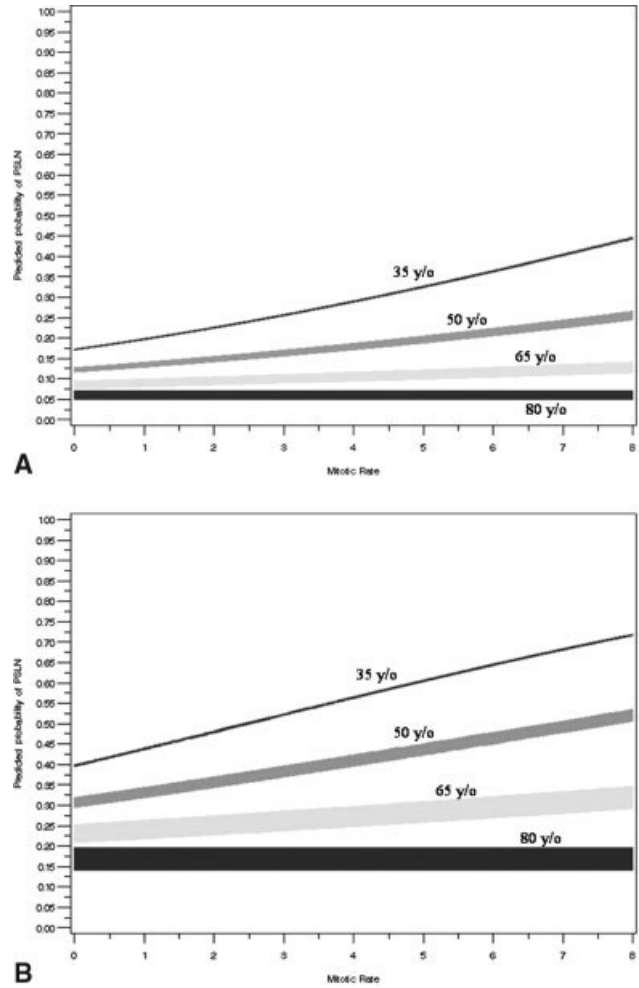 1.00
0.95
0.90
0.85
0.80
0.75
0.70
0.65
0.60
0.55
0.50
0.45
0.40
0.35
0.30
0.25
0.20
0.15
0.10
0.05
0.00
Predicted probability of PSLN
35 y/o
50 y/o
65 y/o
80 y/o
0 1 2 3 4 5 6 7 8
Mitotic Rate
A
1.00
0.95
0.90
0.85
0.80
0.75
0.70
0.65
0.60
0.55
0.50
0.45
0.40
0.35
0.30
0.25
0.20
0.15
0.10
0.05
0.00
Predicted probability of PSLN
35 y/o
50 y/o
65 y/o
80 y/o
0 1 2 3 4 5 6 7 8
Mitotic Rate
B